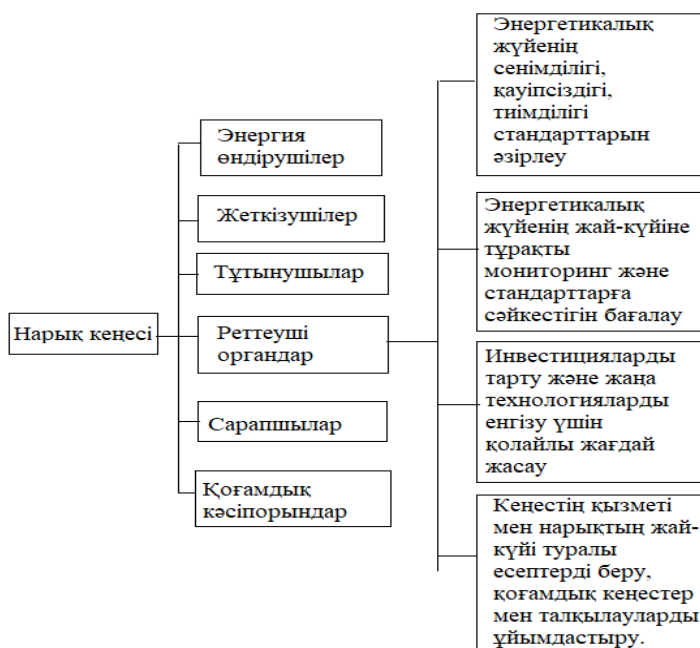 Нарық кеңесі
Энергия
өндірушілер
Жеткізушілер
Тұтынушылар
Реттеуші
органдар
Сарапшылар
Қоғамдық
кәсіпорындар
Энергетикалық
жүйенің
сенімділігі,
қауіпсіздігі,
тиімділігі
стандарттарын
әзірлеу
Энергетикалық
жүйенің жай-күйіне
тұрақты
мониторинг және
стандарттарға
сәйкестігін бағалау
Инвестицияларды
тарту және жаңа
технологияларды
енгізу үшін
қолайлы жағдай
жасау
Кеңестің қызметі
мен нарықтың жай-
күйі туралы
есептерді беру,
қоғамдық кеңестер
мен талқылауларды
ұйымдастыру.